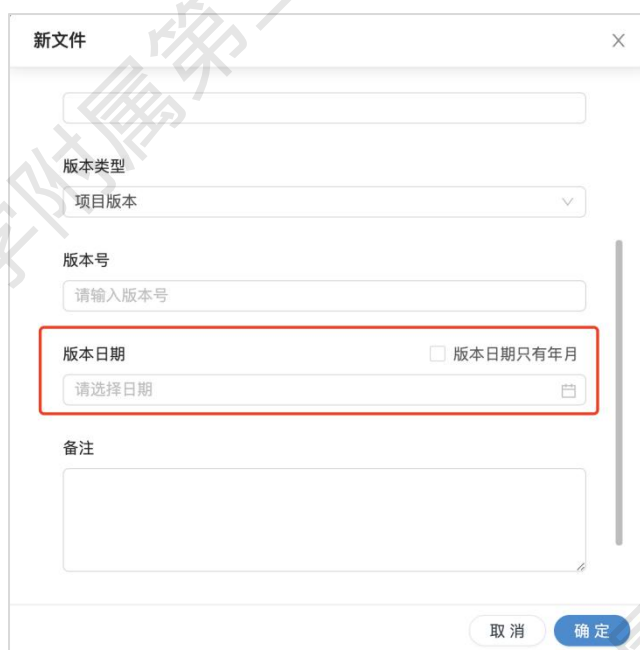 新文件
版本类型
项目版本
版本号
请输入版本号
版本日期 版本日期只有年月
请选择日期
备注
取消 确定